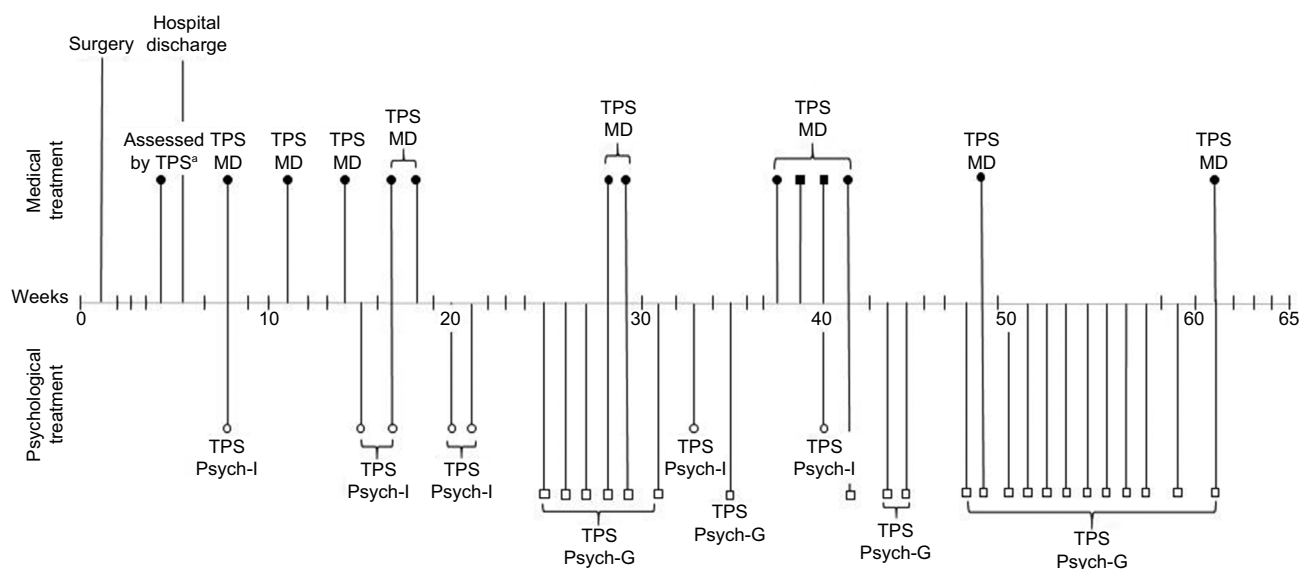 Surgery
Hospital
discharge
Medical
treatment
Assessed
by TPSa
TPS
MD
TPS
MD
TPS
MD
TPS
MD
TPS
MD
TPS
MD
TPS
MD
TPS
MD
Weeks
0
10
20
30
40
50
60
65
Psychological
treatment
TPS
Psych-I
TPS
Psych-I
TPS
Psych-I
TPS
Psych-G
TPS
Psych-I
TPS
Psych-G
TPS
Psych-I
TPS
Psych-G
TPS
Psych-G